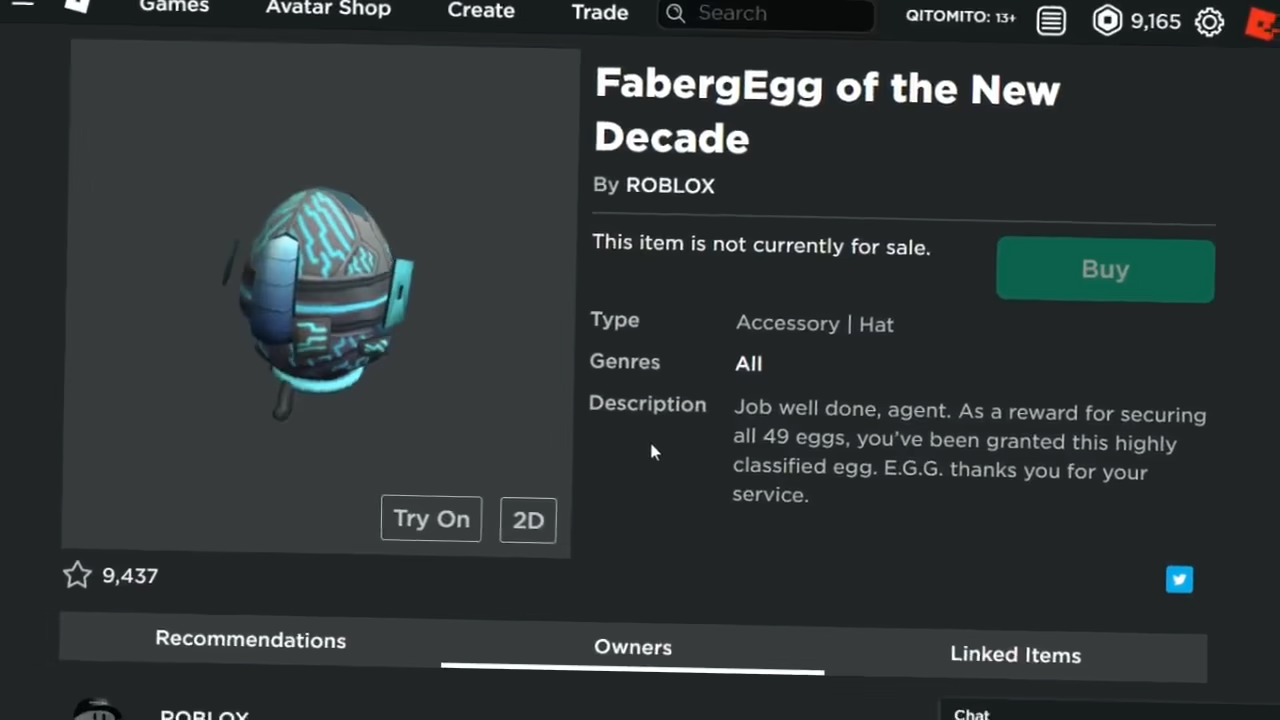 Games Avatar Shop Create Trade Search QITOMITO: 13+ 9,165
FabergEgg of the New
Decade
By ROBLOX
This item is not currently for sale.
Buy
Type Accessory | Hat
Genres All
Description Job well done, agent. As a reward for securing
all 49 eggs, you’ve been granted this highly
classified egg. E.G.G. thanks you for your
service.
Try On 2D
9,437
Recommendations Owners Linked Items
ROBLOX
Chat